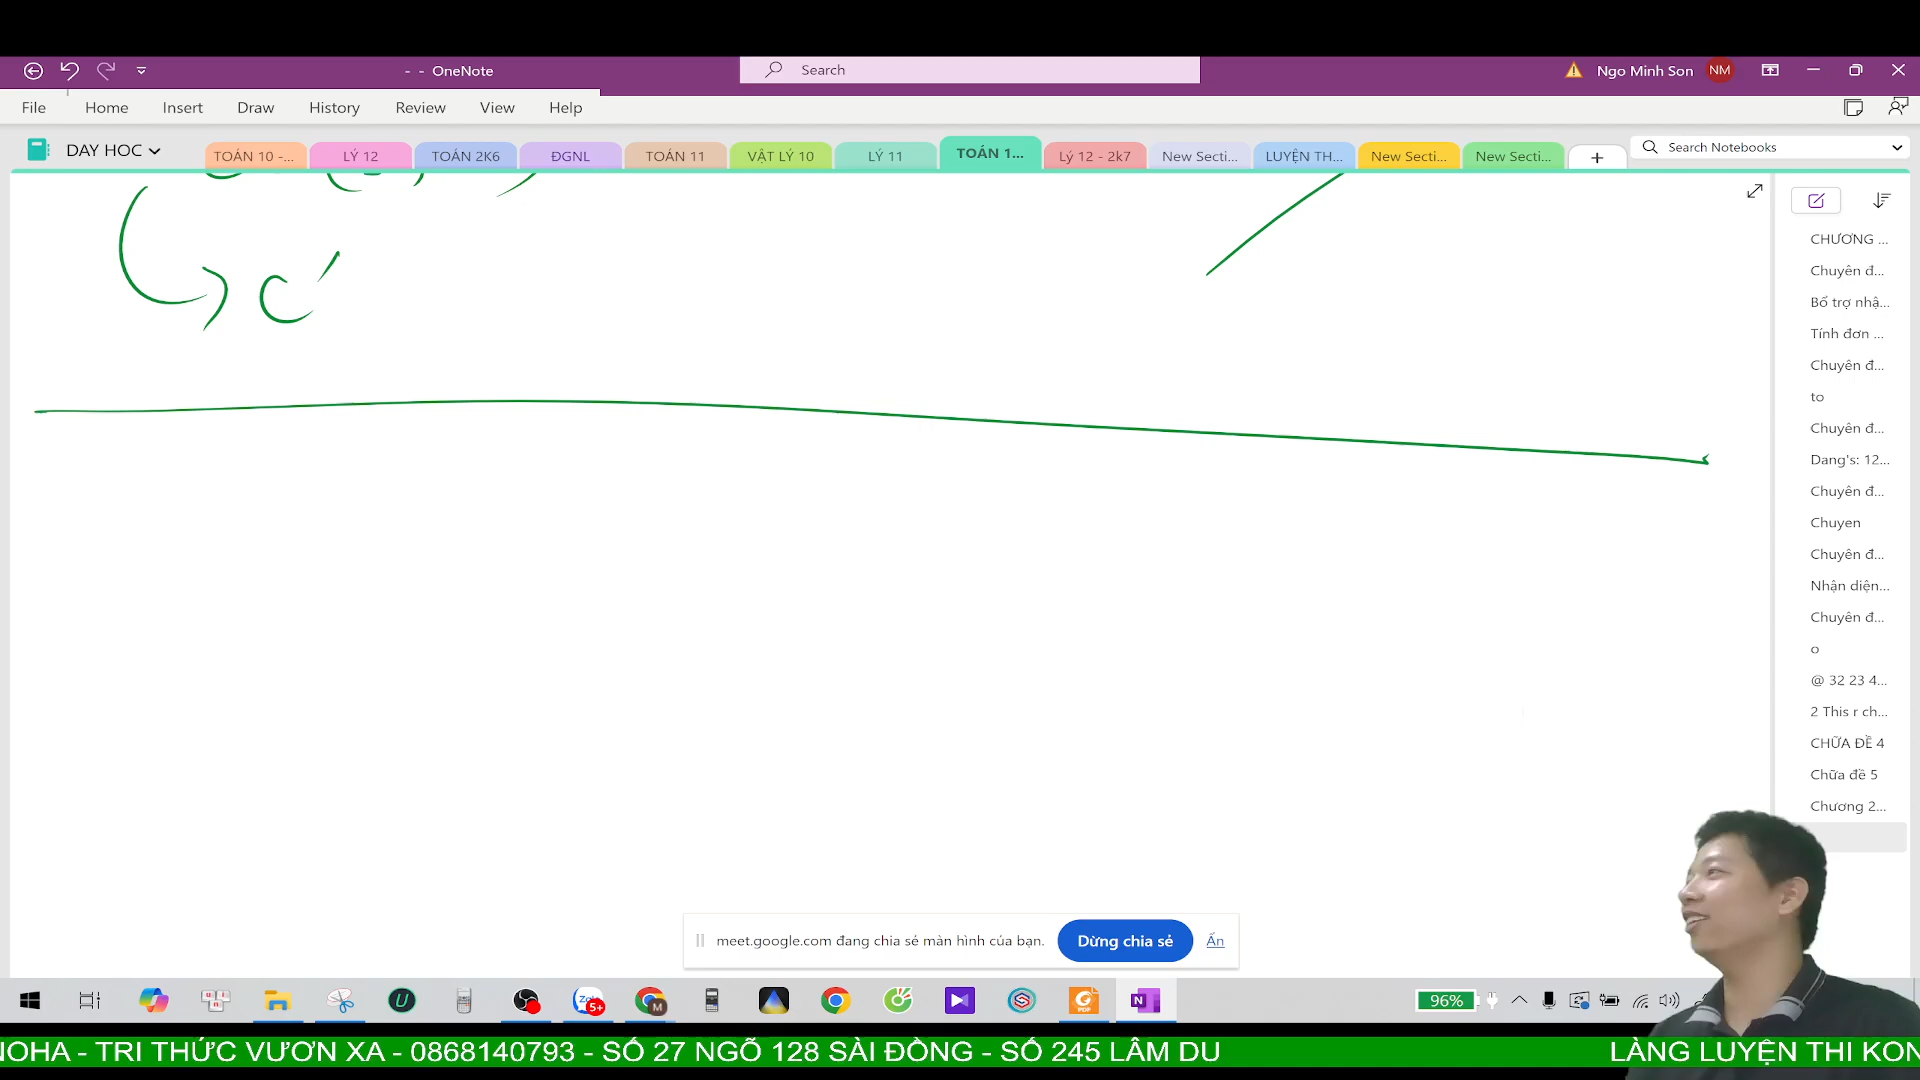 - - OneNote
Search
Ngo Minh Son NM
File Home Insert Draw History Review View Help
DAY HOC
TOÁN 10 -... LÝ 12 TOÁN 2K6 ĐGNL TOÁN 11 VẬT LÝ 10 LÝ 11 TOÁN 1... Lý 12 - 2k7 New Secti... LUYỆN TH... New Secti... New Secti... +
Search Notebooks
CHƯƠNG ...
Chuyên đ...
Bổ trợ nhậ...
Tính đơn ...
Chuyên đ...
to
Chuyên đ...
Dang's: 12...
Chuyên đ...
Chuyen
Chuyên đ...
Nhận diện...
Chuyên đ...
o
@ 32 23 4...
2 This r ch...
CHỮA ĐỀ 4
Chữa đề 5
Chương 2...
C'
meet.google.com đang chia sẻ màn hình của bạn. Dừng chia sẻ Ẩn
96%
NOHA - TRI THỨC VƯƠN XA - 0868140793 - SỐ 27 NGÕ 128 SÀI ĐỒNG - SỐ 245 LÂM DU LÀNG LUYỆN THI KON